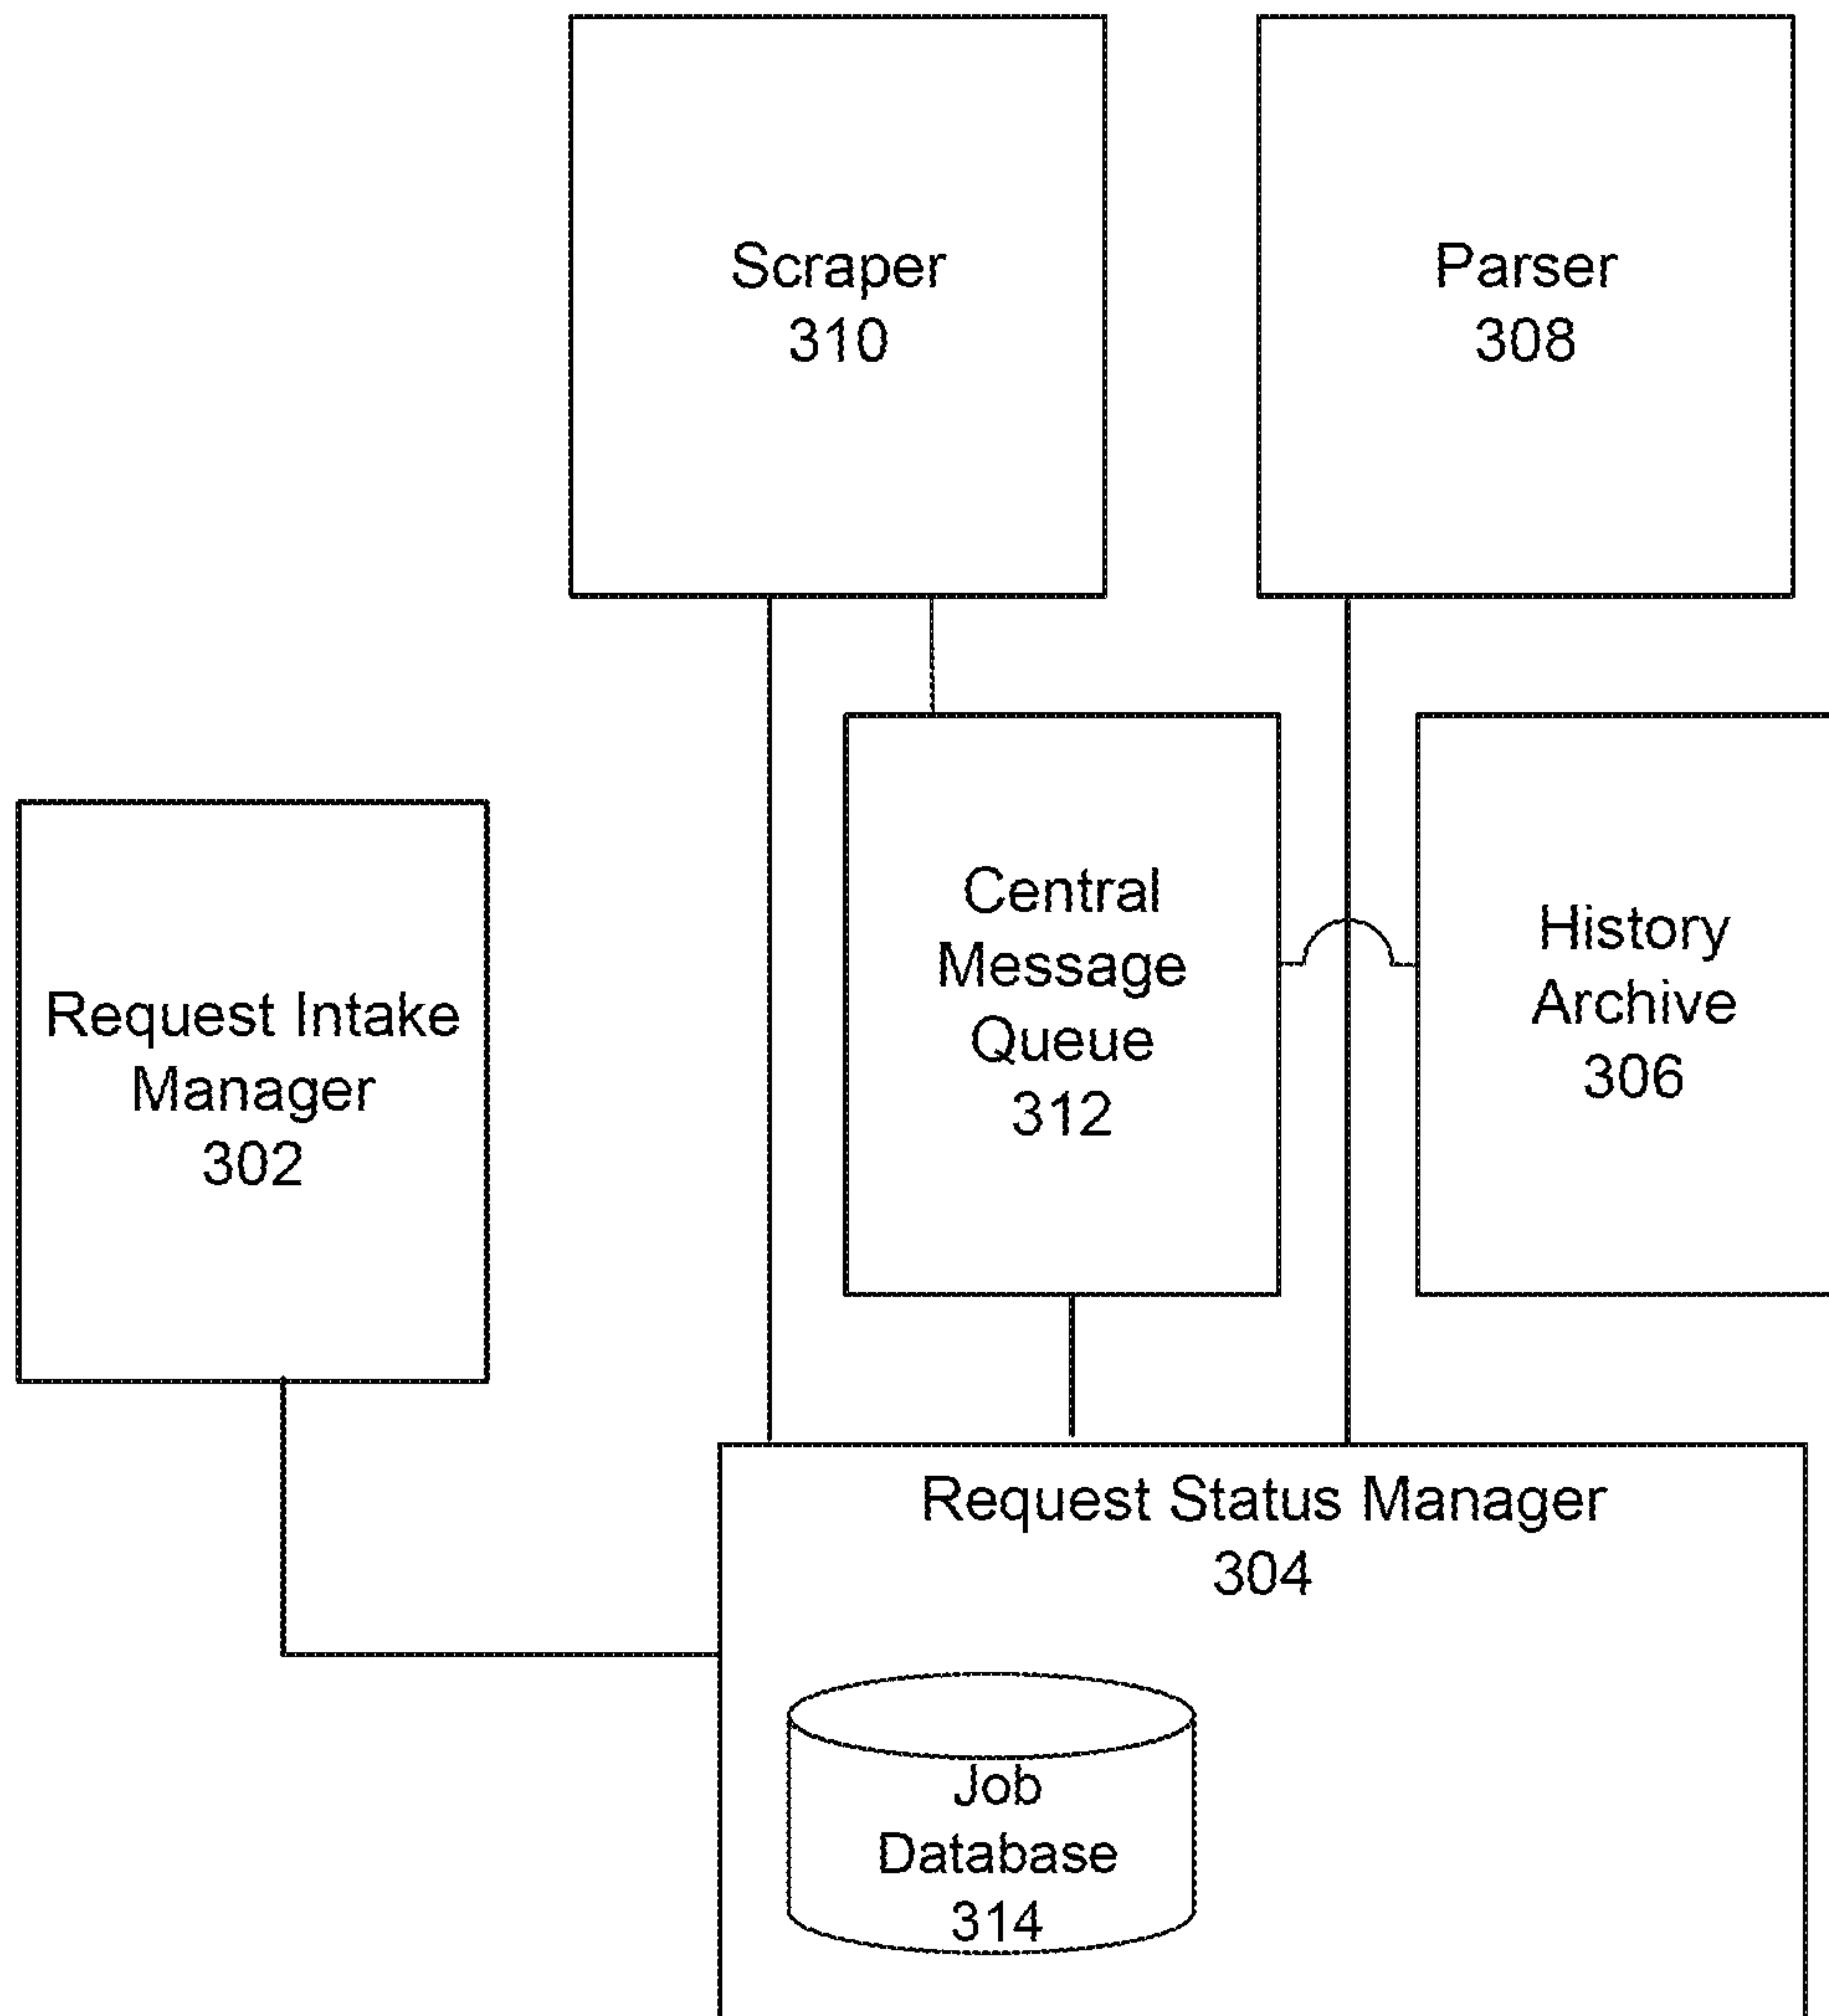 Scraper
310
Parser
308
Central
Message
Queue
312
History
Archive
306
Request Intake
Manager
302
Request Status Manager
304
Job
Database
314